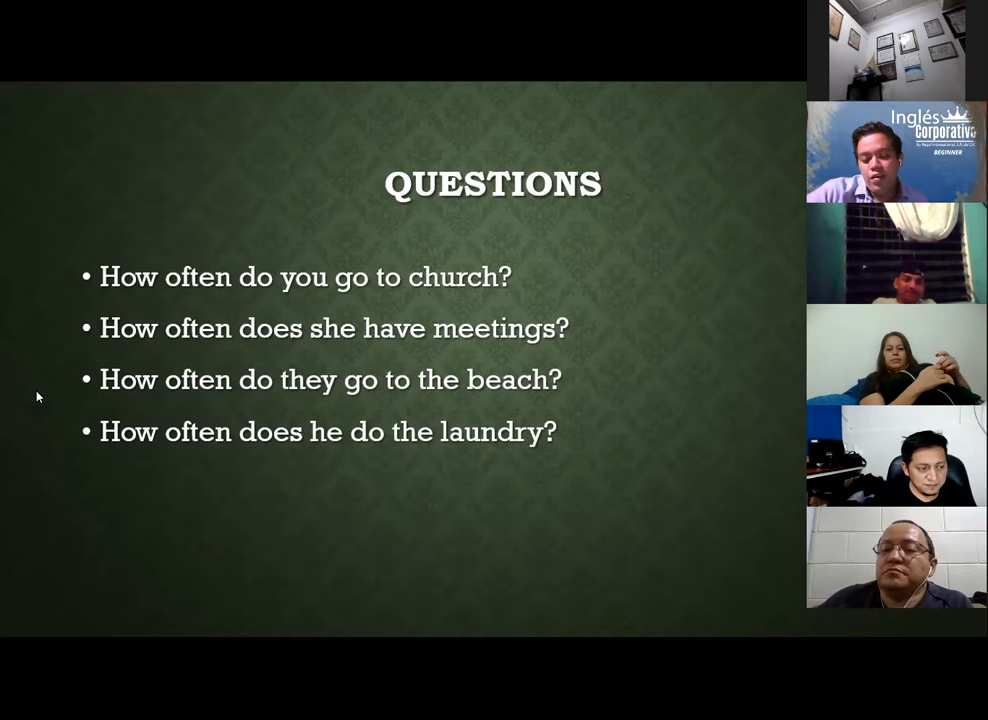 QUESTIONS
• How often do you go to church?
• How often does she have meetings?
• How often do they go to the beach?
• How often does he do the laundry?
Inglés
Corporativo
BEGINNER